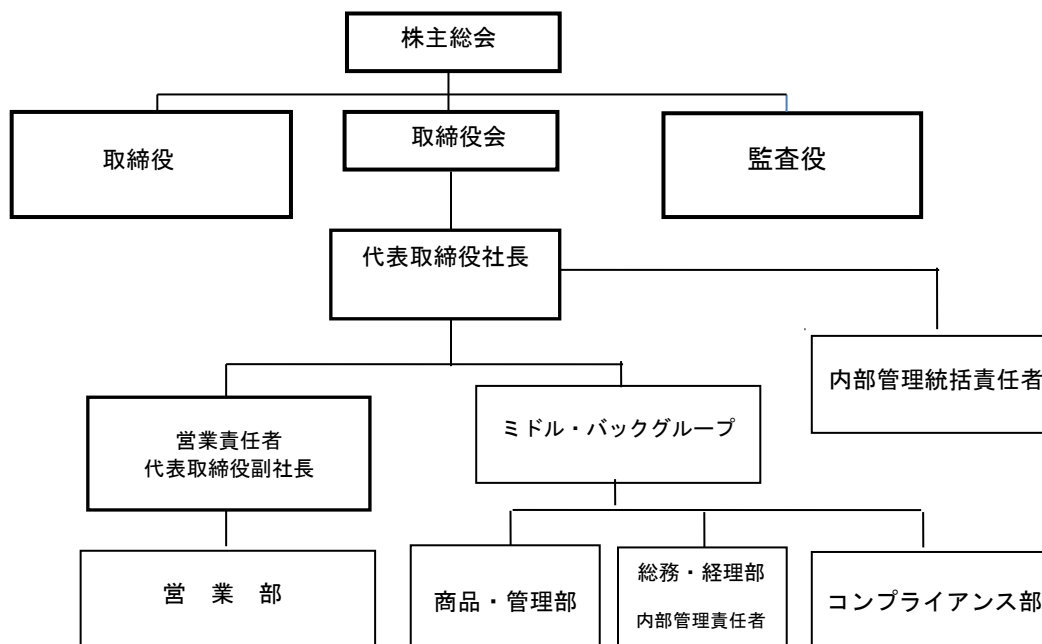 株主総会
取締役
取締役会
監査役
代表取締役社長
内部管理統括責任者
営業責任者
代表取締役副社長
ミドル・バックグループ
営 業 部
商品・管理部
総務・経理部
内部管理責任者
コンプライアンス部